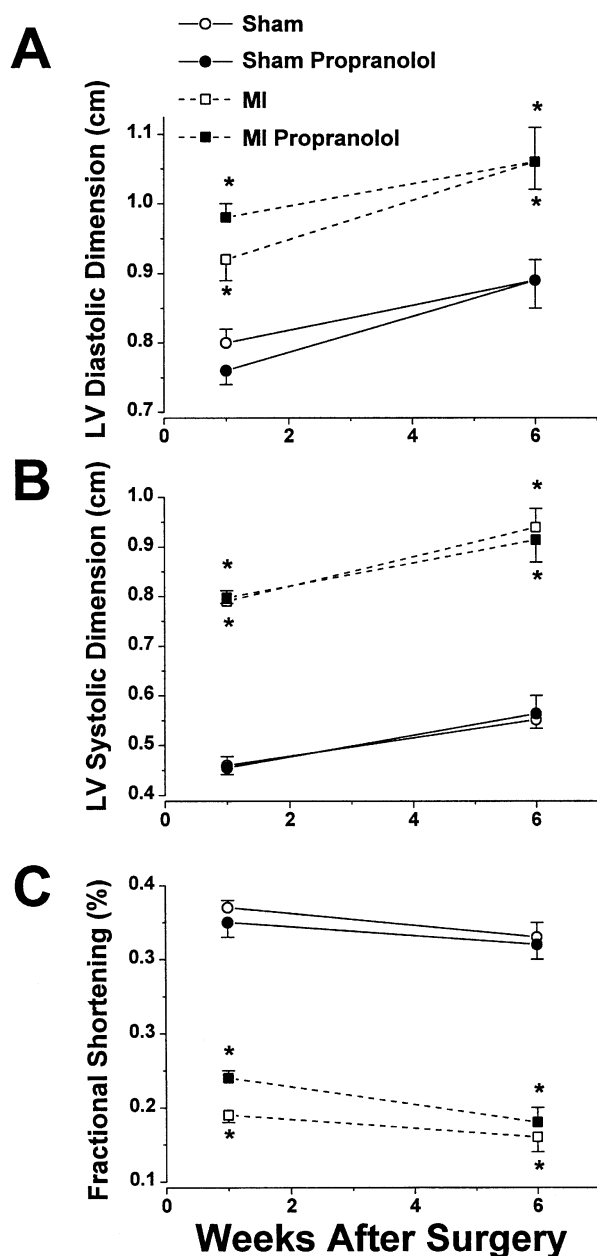 A
Sham
Sham Propranolol
MI
MI Propranolol
LV Diastolic Dimension (cm)
1.1
1.0
0.9
0.8
0.7
0 2 4 6
* * * *
B
LV Systolic Dimension (cm)
1.0
0.9
0.8
0.7
0.6
0.5
0.4
0 2 4 6
* * * *
C
Fractional Shortening (%)
0.4
0.3
0.3
0.2
0.1
0 2 4 6
* * * *
Weeks After Surgery